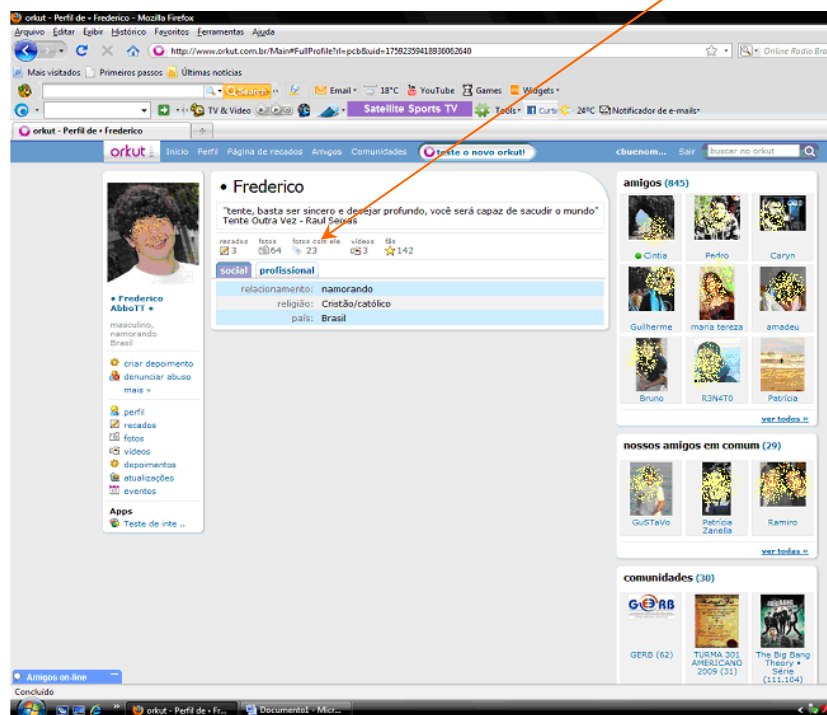 orkut - Perfil de • Frederico - Mozilla Firefox
Arquivo Editar Exibir Histórico Favoritos Ferramentas Ajuda
http://www.orkut.com.br/Main#FullProfile?rl=pcb&uid=17592359418936062640
Online Radio Bra
Mais visitados Primeiros passos Últimas notícias
Search Email 18°C YouTube Games Widgets
TV & Video Satellite Sports TV Tools Curtir 24°C Notificador de e-mails
orkut - Perfil de • Frederico
orkut Início Perfil Página de recados Amigos Comunidades teste o novo orkut! cbuenom... Sair buscar no orkut
• Frederico
"tente, basta ser sincero e desejar profundo, você será capaz de sacudir o mundo"
Tente Outra Vez - Raul Seixas
recados fotos fotos com ele vídeos fãs
3 64 23 3 142
social profissional
relacionamento: namorando
religião: Cristão/católico
país: Brasil
• Frederico
AbboTT •
masculino,
namorando
Brasil
criar depoimento
denunciar abuso
mais »
perfil
recados
fotos
vídeos
depoimentos
atualizações
eventos
Apps
Teste de inte ..
amigos (845)
Cintia Pedro Caryn
Guilherme maria tereza amadeu
Bruno R3N4T0 Patrícia
ver todos »
nossos amigos em comum (29)
GuSTaVo Patrícia Zanella Ramiro
ver todas »
comunidades (30)
GERB
GERB (62) TURMA 301 AMERICANO 2009 (31) The Big Bang Theory • Série (111.104)
Amigos on-line
Concluído
orkut - Perfil de • Fr... Documento1 - Micr...